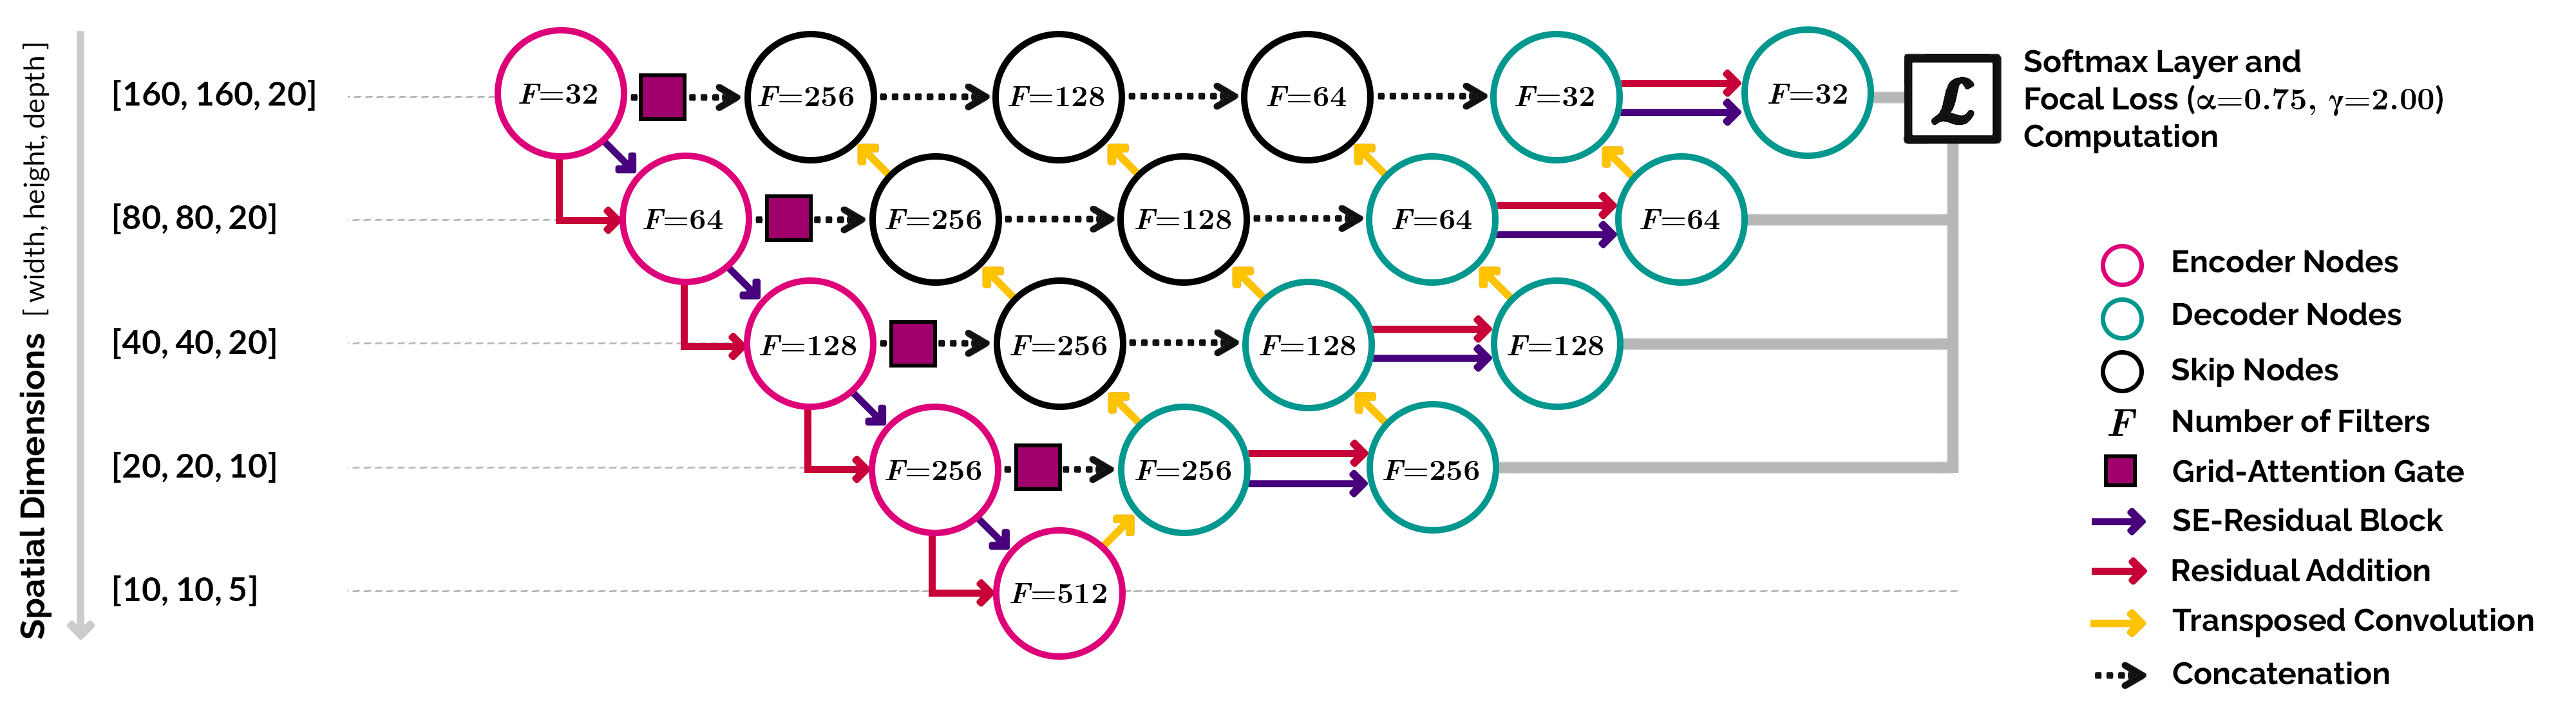 Spatial Dimensions [ width, height, depth ]
[160, 160, 20]
F=32
F=256
F=128
F=64
F=32
F=32
ℒ
Softmax Layer and
Focal Loss (α=0.75, γ=2.00)
Computation
[80, 80, 20]
F=64
F=256
F=128
F=64
F=64
[40, 40, 20]
F=128
F=256
F=128
F=128
[20, 20, 10]
F=256
F=256
F=256
[10, 10, 5]
F=512
Encoder Nodes
Decoder Nodes
Skip Nodes
F Number of Filters
Grid-Attention Gate
SE-Residual Block
Residual Addition
Transposed Convolution
Concatenation